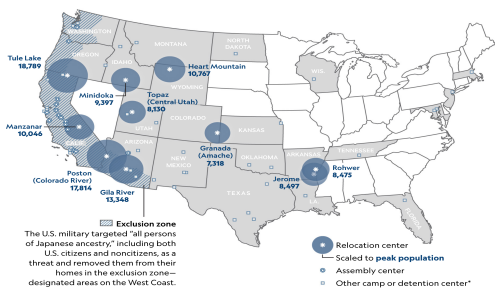 WASHINGTON
MONTANA
NORTH
DAKOTA
OREGON
IDAHO
WIS.
Tule Lake
18,789
Heart Mountain
10,767
WYOMING
Minidoka
9,397
Topaz
(Central Utah)
8,130
UTAH
COLORADO
KANSAS
Manzanar
10,046
CALIF.
ARIZONA
NEW
MEXICO
Granada
(Amache)
7,318
OKLAHOMA
ARKANSAS
TENNESSEE
Rohwer
8,475
Jerome
8,497
Poston
(Colorado River)
17,814
Gila River
13,348
TEXAS
LA.
FLORIDA
Exclusion zone
The U.S. military targeted “all persons
of Japanese ancestry,” including both
U.S. citizens and noncitizens, as a
threat and removed them from their
homes in the exclusion zone—
designated areas on the West Coast.
Relocation center
Scaled to peak population
Assembly center
Other camp or detention center*